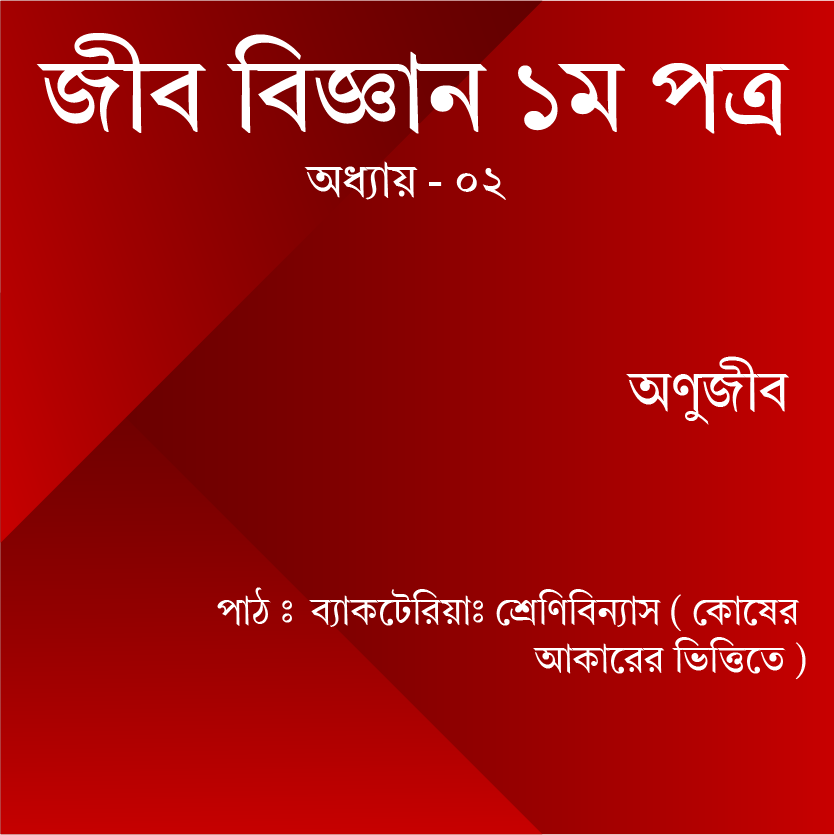 জীব বিজ্ঞান ১ম পত্র
অধ্যায় - ০২
অণুজীব
পাঠ ঃ ব্যাকটেরিয়াঃ শ্রেণিবিন্যাস ( কোষের
আকারের ভিত্তিতে )